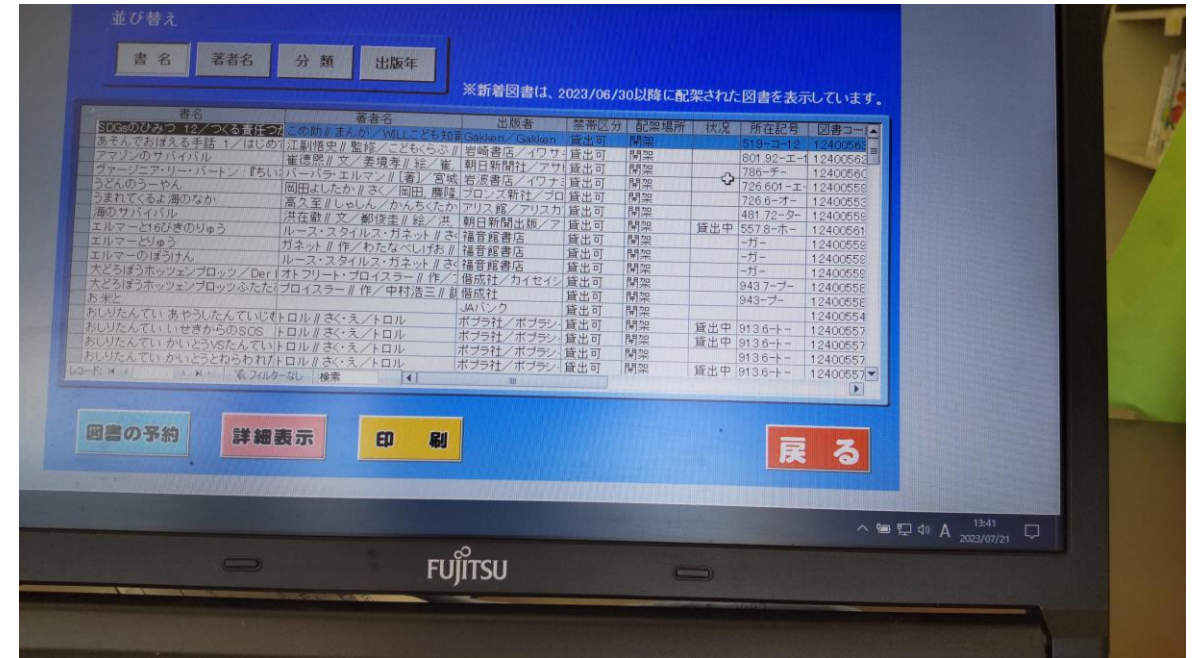 並び替え
書名 著者名 分類 出版年
※新着図書は、2023/06/30以降に配架された図書を表示しています。
書名 著者名 出版者 禁帯区分 配架場所 状況 所在記号 図書コー
SDGsのひみつ 12/つくる責任つか この助∥まんが/WILLこども知育 Gakken/Gakken 貸出可 開架 519-コ-12 12400563
あそんでおぼえる手話 1/はじめて 江副悟史∥監修/こどもくらぶ∥ 岩崎書店/イワサ 貸出可 開架 801.92-エ-1 12400562
アマゾンのサバイバル 崔徳熙∥文/姜境孝∥絵/崔 朝日新聞社/アサヒ 貸出可 開架 786-チ- 12400560
ヴァージニア・リー・バートン 『ちい バーバラ・エルマン∥[著]/宮城 岩波書店/イワナミ 貸出可 開架 726.601-エ- 12400559
うどんのうーやん 岡田よしたか∥さく/岡田, 勝隆 ブロンズ新社/ブロ 貸出可 開架 726.6-オ- 12400553
うまれてくるよ海のなか 高久至∥しゃしん/かんちくたか アリス館/アリスカ 貸出可 開架 481.72-タ- 12400559
海のサバイバル 洪在徹∥文/鄭俊圭∥絵/洪 朝日新聞出版/ア 貸出可 開架 貸出中 557.8-ホ- 12400561
エルマーと16ぴきのりゅう ルース・スタイルス・ガネット∥さく 福音館書店 貸出可 開架 -ガ- 12400559
エルマーとりゅう ガネット∥作/わたなべしげお∥ 福音館書店 貸出可 開架 -ガ- 12400559
エルマーのぼうけん ルース・スタイルス・ガネット∥さく 福音館書店 貸出可 開架 -ガ- 12400559
大どろぼうホッツェンプロッツ/Der オトフリート・プロイスラー∥作/ 偕成社/カイセイシ 貸出可 開架 943.7-プ- 12400558
大どろぼうホッツェンプロッツふたたび プロイスラー∥作/中村浩三∥訳 偕成社 貸出可 開架 943-プ- 12400558
お米と JAバンク 貸出可 開架 12400554
おしりたんてい あやうしたんていじむ トロル∥さく・え/トロル ポプラ社/ポプラシャ 貸出可 開架 貸出中 913.6-ト- 12400557
おしりたんてい いせきからのSOS トロル∥さく・え/トロル ポプラ社/ポプラシャ 貸出可 開架 貸出中 913.6-ト- 12400557
おしりたんてい かいとうVSたんてい トロル∥さく・え/トロル ポプラ社/ポプラシ 貸出可 開架 913.6-ト- 12400557
おしりたんてい かいとうとねらわれた トロル∥さく・え/トロル ポプラ社/ポプラシ 貸出可 開架 貸出中 913.6-ト- 12400557
レコード: フィルターなし 検索
図書の予約 詳細表示 印刷 戻る
A 13:41
2023/07/21
FUJITSU